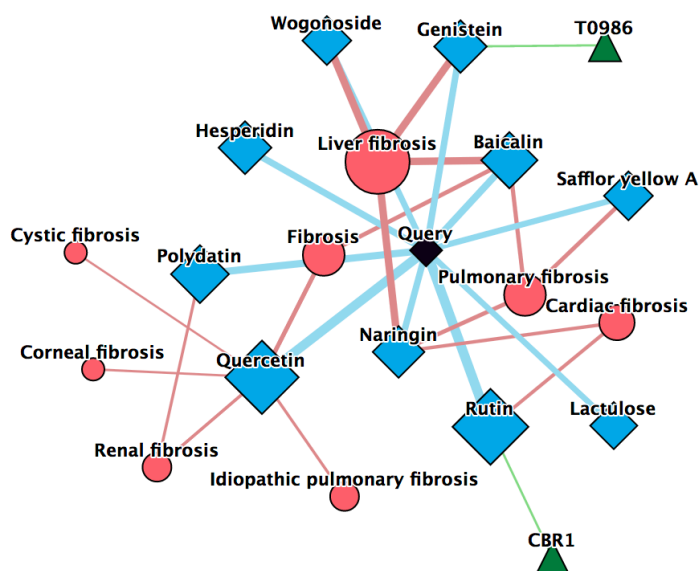 Wogonoside
Genistein
T0986
Hesperidin
Liver fibrosis
Baicalin
Safflor yellow A
Cystic fibrosis
Polydatin
Fibrosis
Query
Pulmonary fibrosis
Cardiac fibrosis
Corneal fibrosis
Quercetin
Naringin
Rutin
Lactulose
Renal fibrosis
Idiopathic pulmonary fibrosis
CBR1